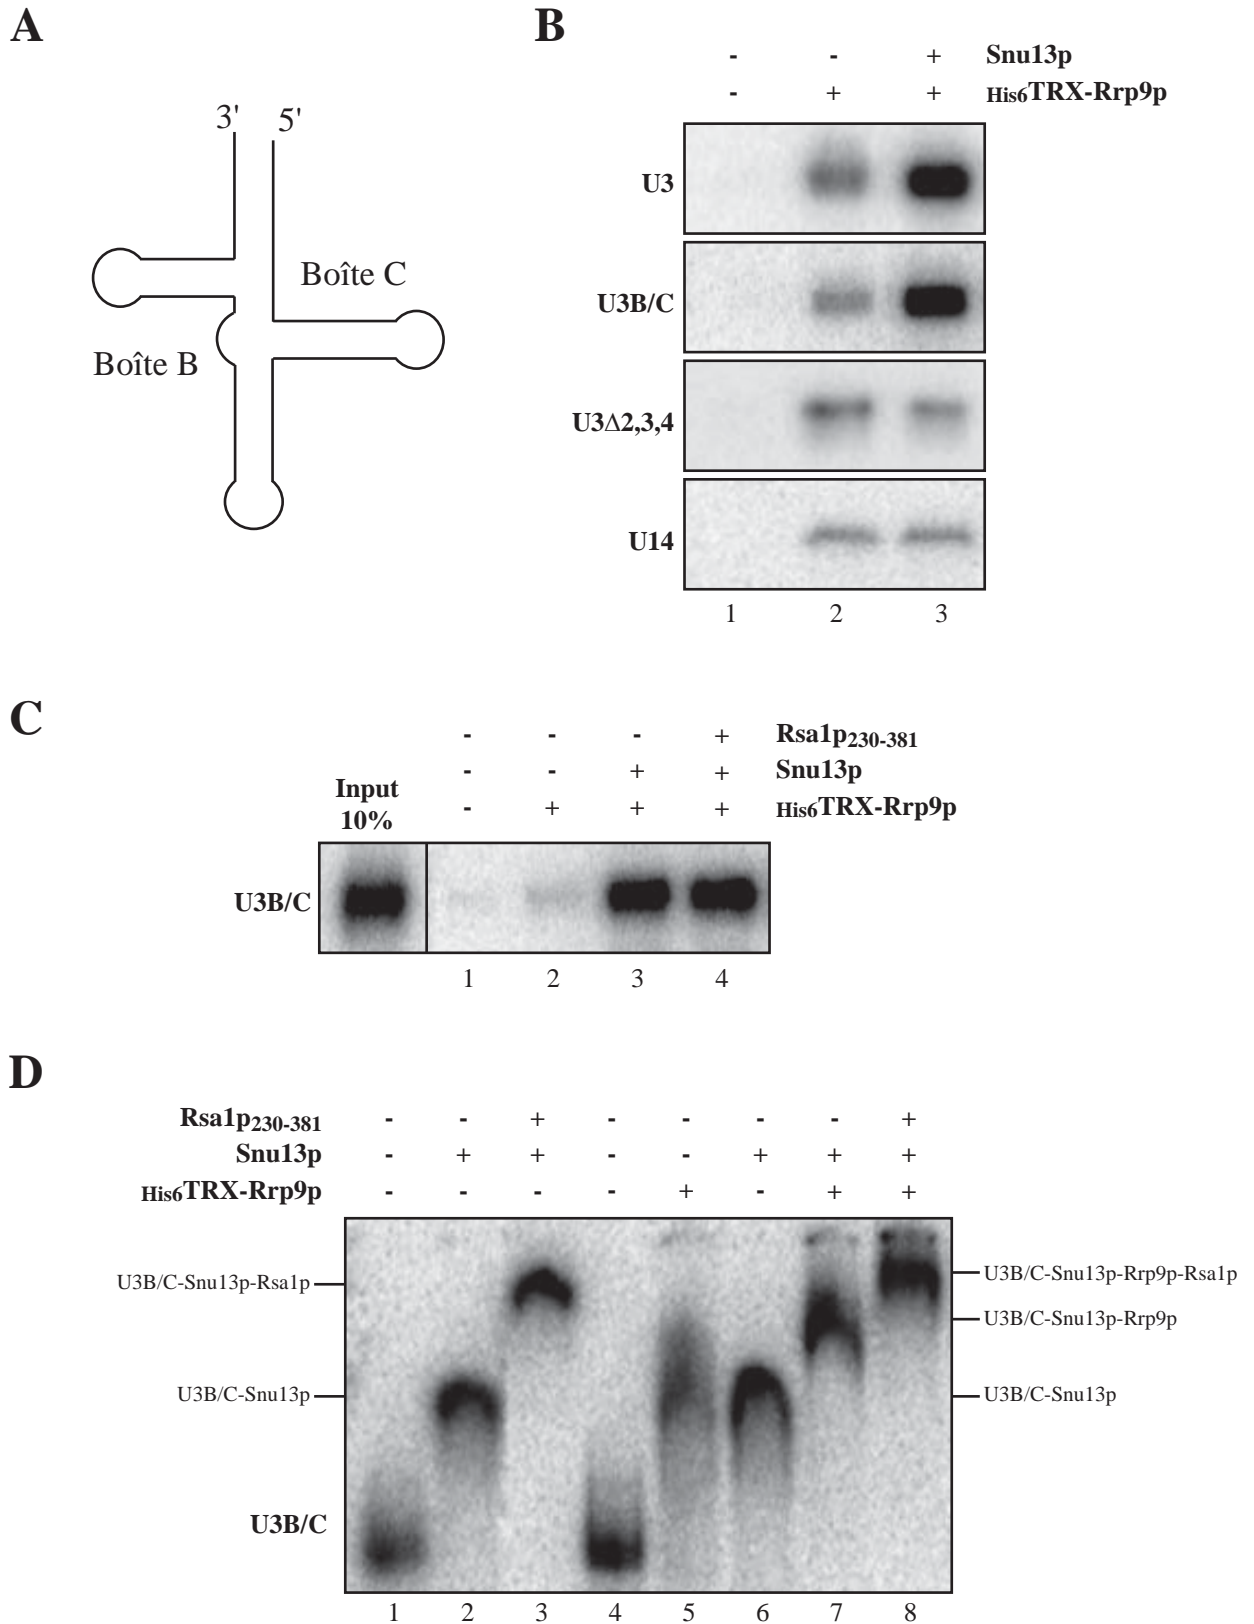 A
3' 5'
Boîte C
Boîte B
B
- - + Snu13p
- + + His6TRX-Rrp9p
U3
U3B/C
U3Δ2,3,4
U14
1 2 3
C
- - - + Rsa1p230-381
- - + + Snu13p
Input 10%
- + + + His6TRX-Rrp9p
U3B/C
1 2 3 4
D
Rsa1p230-381 - - + - - - - +
Snu13p - + + - - + + +
His6TRX-Rrp9p - - - - + - + +
U3B/C-Snu13p-Rsa1p
U3B/C-Snu13p
U3B/C
U3B/C-Snu13p-Rrp9p-Rsa1p
U3B/C-Snu13p-Rrp9p
U3B/C-Snu13p
1 2 3 4 5 6 7 8